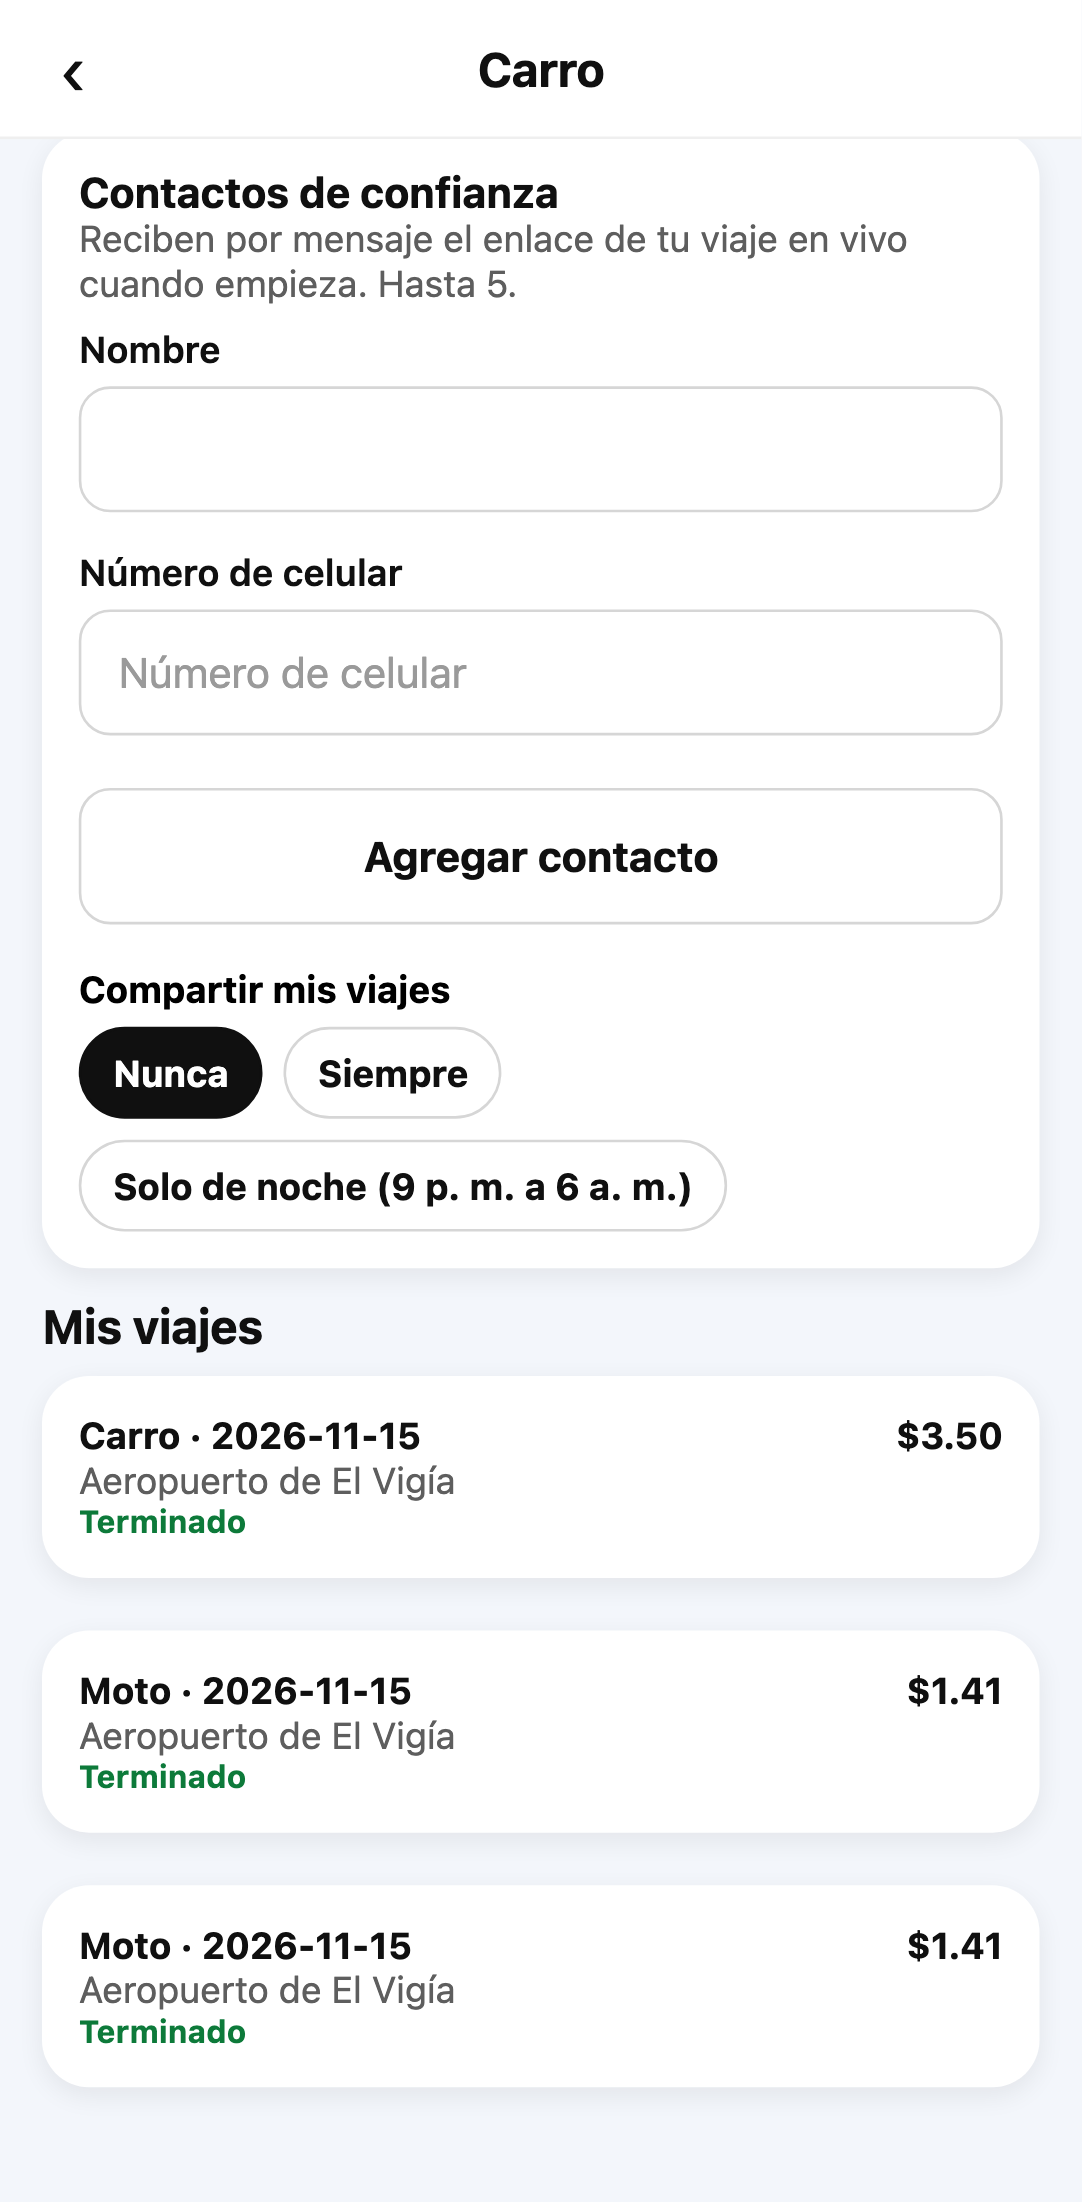 Carro
Contactos de confianza
Reciben por mensaje el enlace de tu viaje en vivo
cuando empieza. Hasta 5.
Nombre
Número de celular
Número de celular
Agregar contacto
Compartir mis viajes
Nunca
Siempre
Solo de noche (9 p. m. a 6 a. m.)
Mis viajes
Carro · 2026-11-15 $3.50
Aeropuerto de El Vigía
Terminado
Moto · 2026-11-15 $1.41
Aeropuerto de El Vigía
Terminado
Moto · 2026-11-15 $1.41
Aeropuerto de El Vigía
Terminado